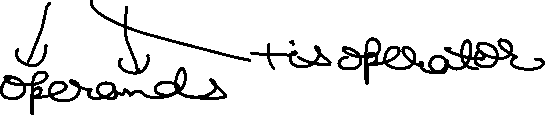 + is operator
operands